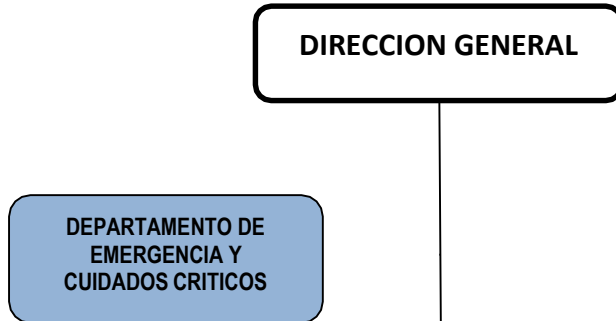 DIRECCION GENERAL
DEPARTAMENTO DE
EMERGENCIA Y
CUIDADOS CRITICOS